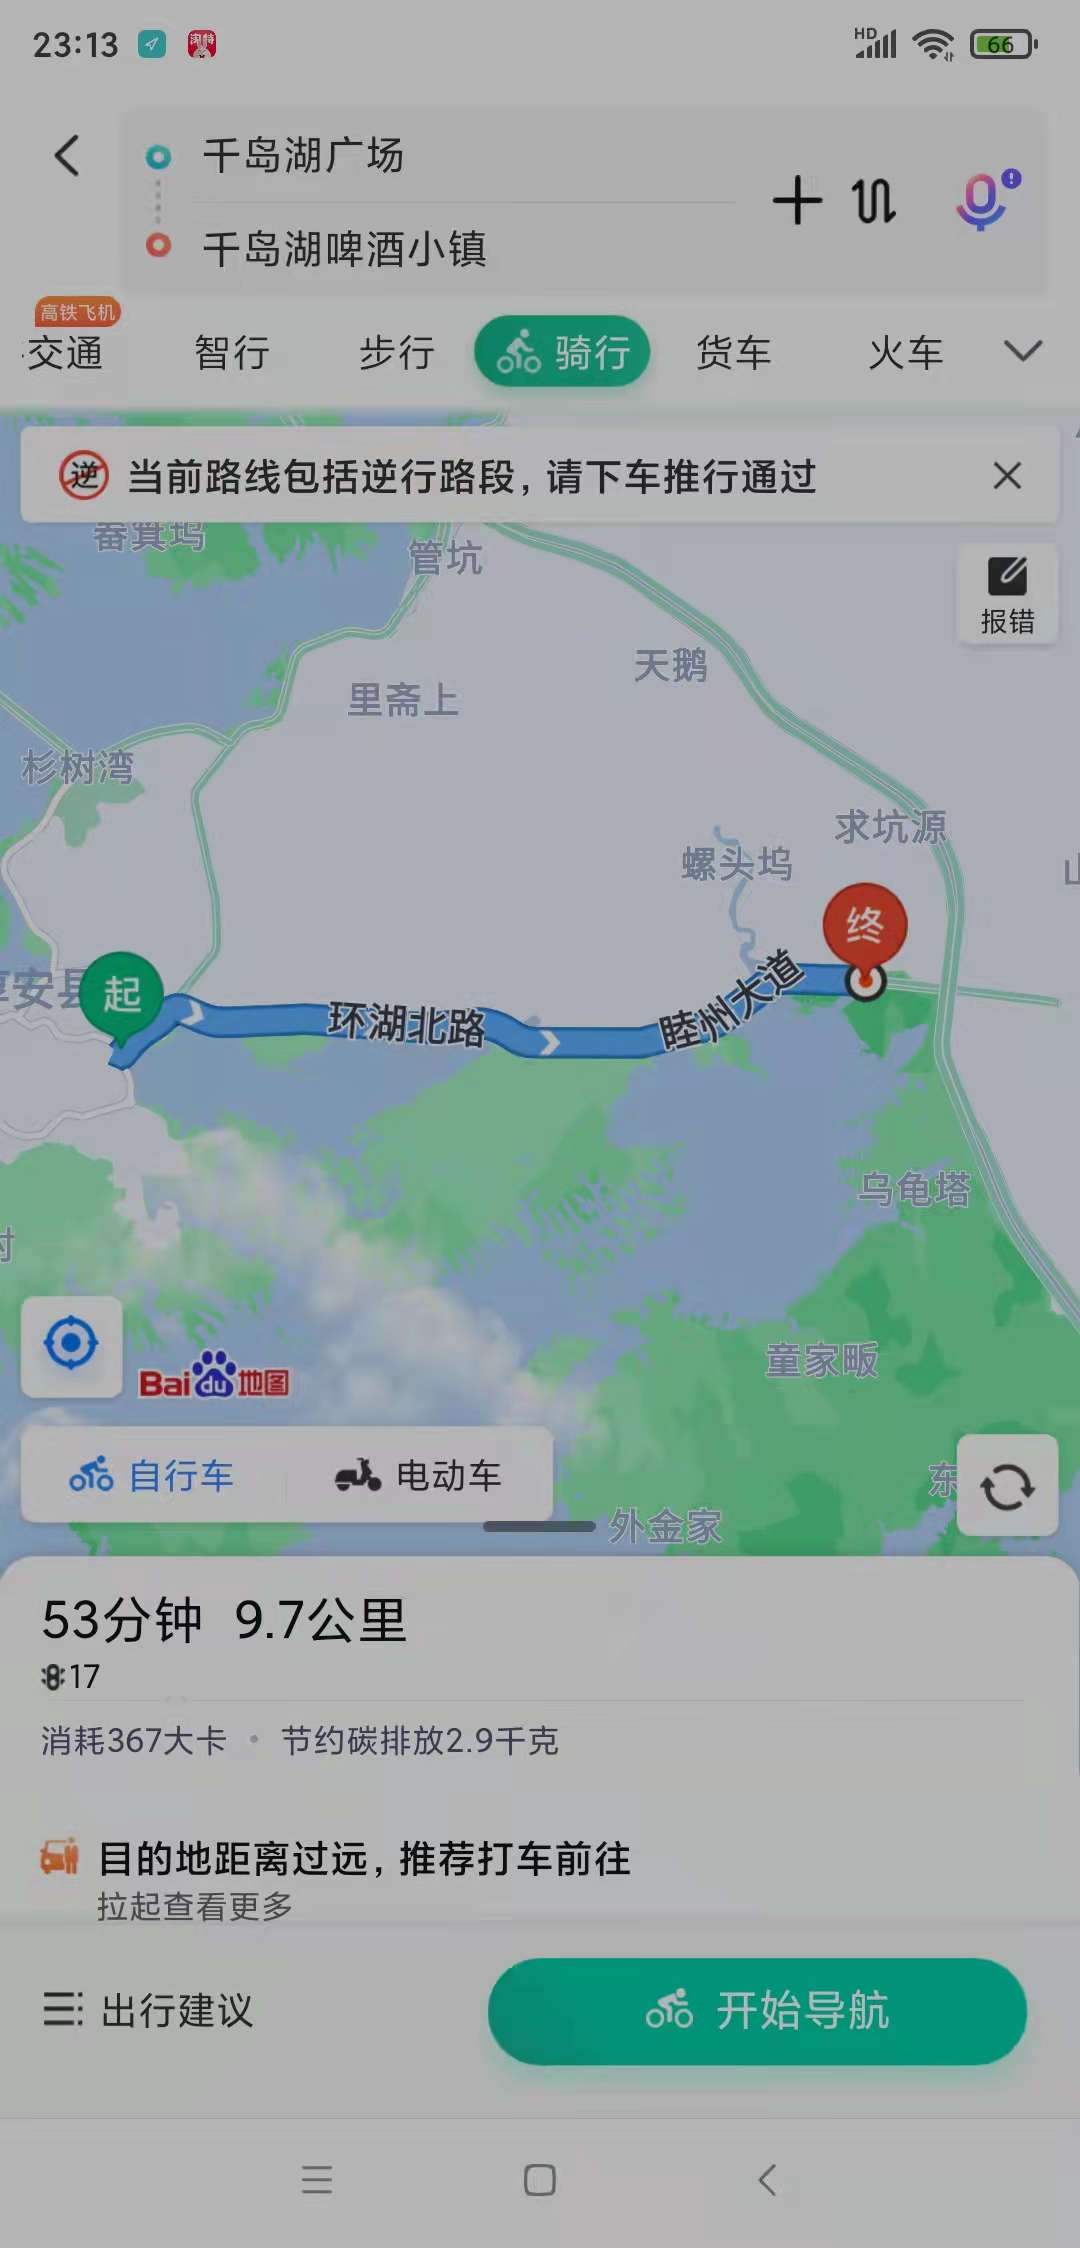 23:13
淘特
HD
66
千岛湖广场
千岛湖啤酒小镇
高铁飞机
交通
智行
步行
骑行
货车
火车
逆 当前路线包括逆行路段，请下车推行通过
畚箕坞
管坑
报错
天鹅
里斋上
杉树湾
求坑源
螺头坞
终
淳安县
起
环湖北路
睦州大道
乌龟塔
童家畈
Bai du 地图
自行车
电动车
东
外金家
53分钟 9.7公里
17
消耗367大卡 · 节约碳排放2.9千克
目的地距离过远，推荐打车前往
拉起查看更多
出行建议
开始导航